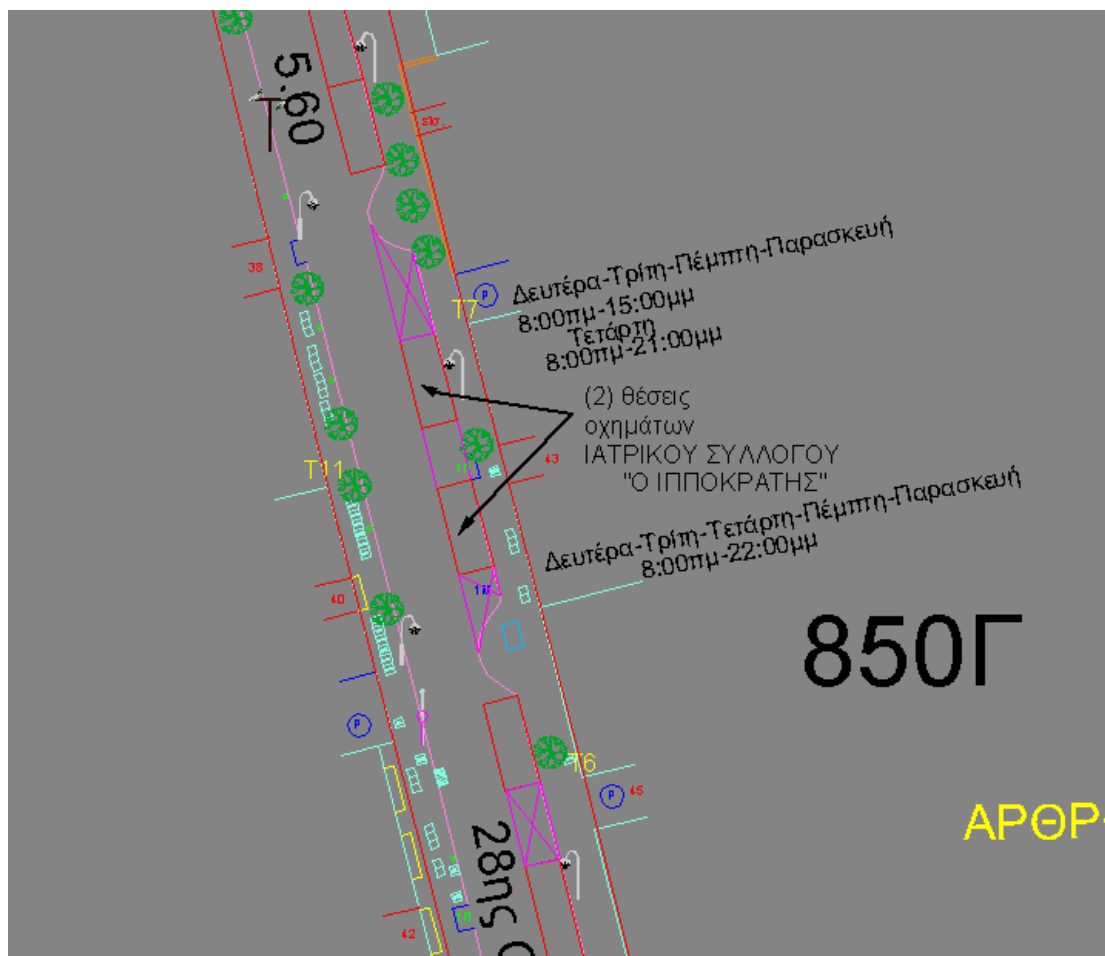 5.60
εισ.
38
P
T7
Δευτέρα-Τρίτη-Πέμπτη-Παρασκευή
8:00πμ-15:00μμ
Τετάρτη
8:00πμ-21:00μμ
(2) θέσεις
οχημάτων
ΙΑΤΡΙΚΟΥ ΣΥΛΛΟΓΟΥ
"Ο ΙΠΠΟΚΡΑΤΗΣ"
43
T11
Δευτέρα-Τρίτη-Τετάρτη-Πέμπτη-Παρασκευή
8:00πμ-22:00μμ
40
850Γ
P
T6
P
45
ΑΡΘΡ
28ης
42